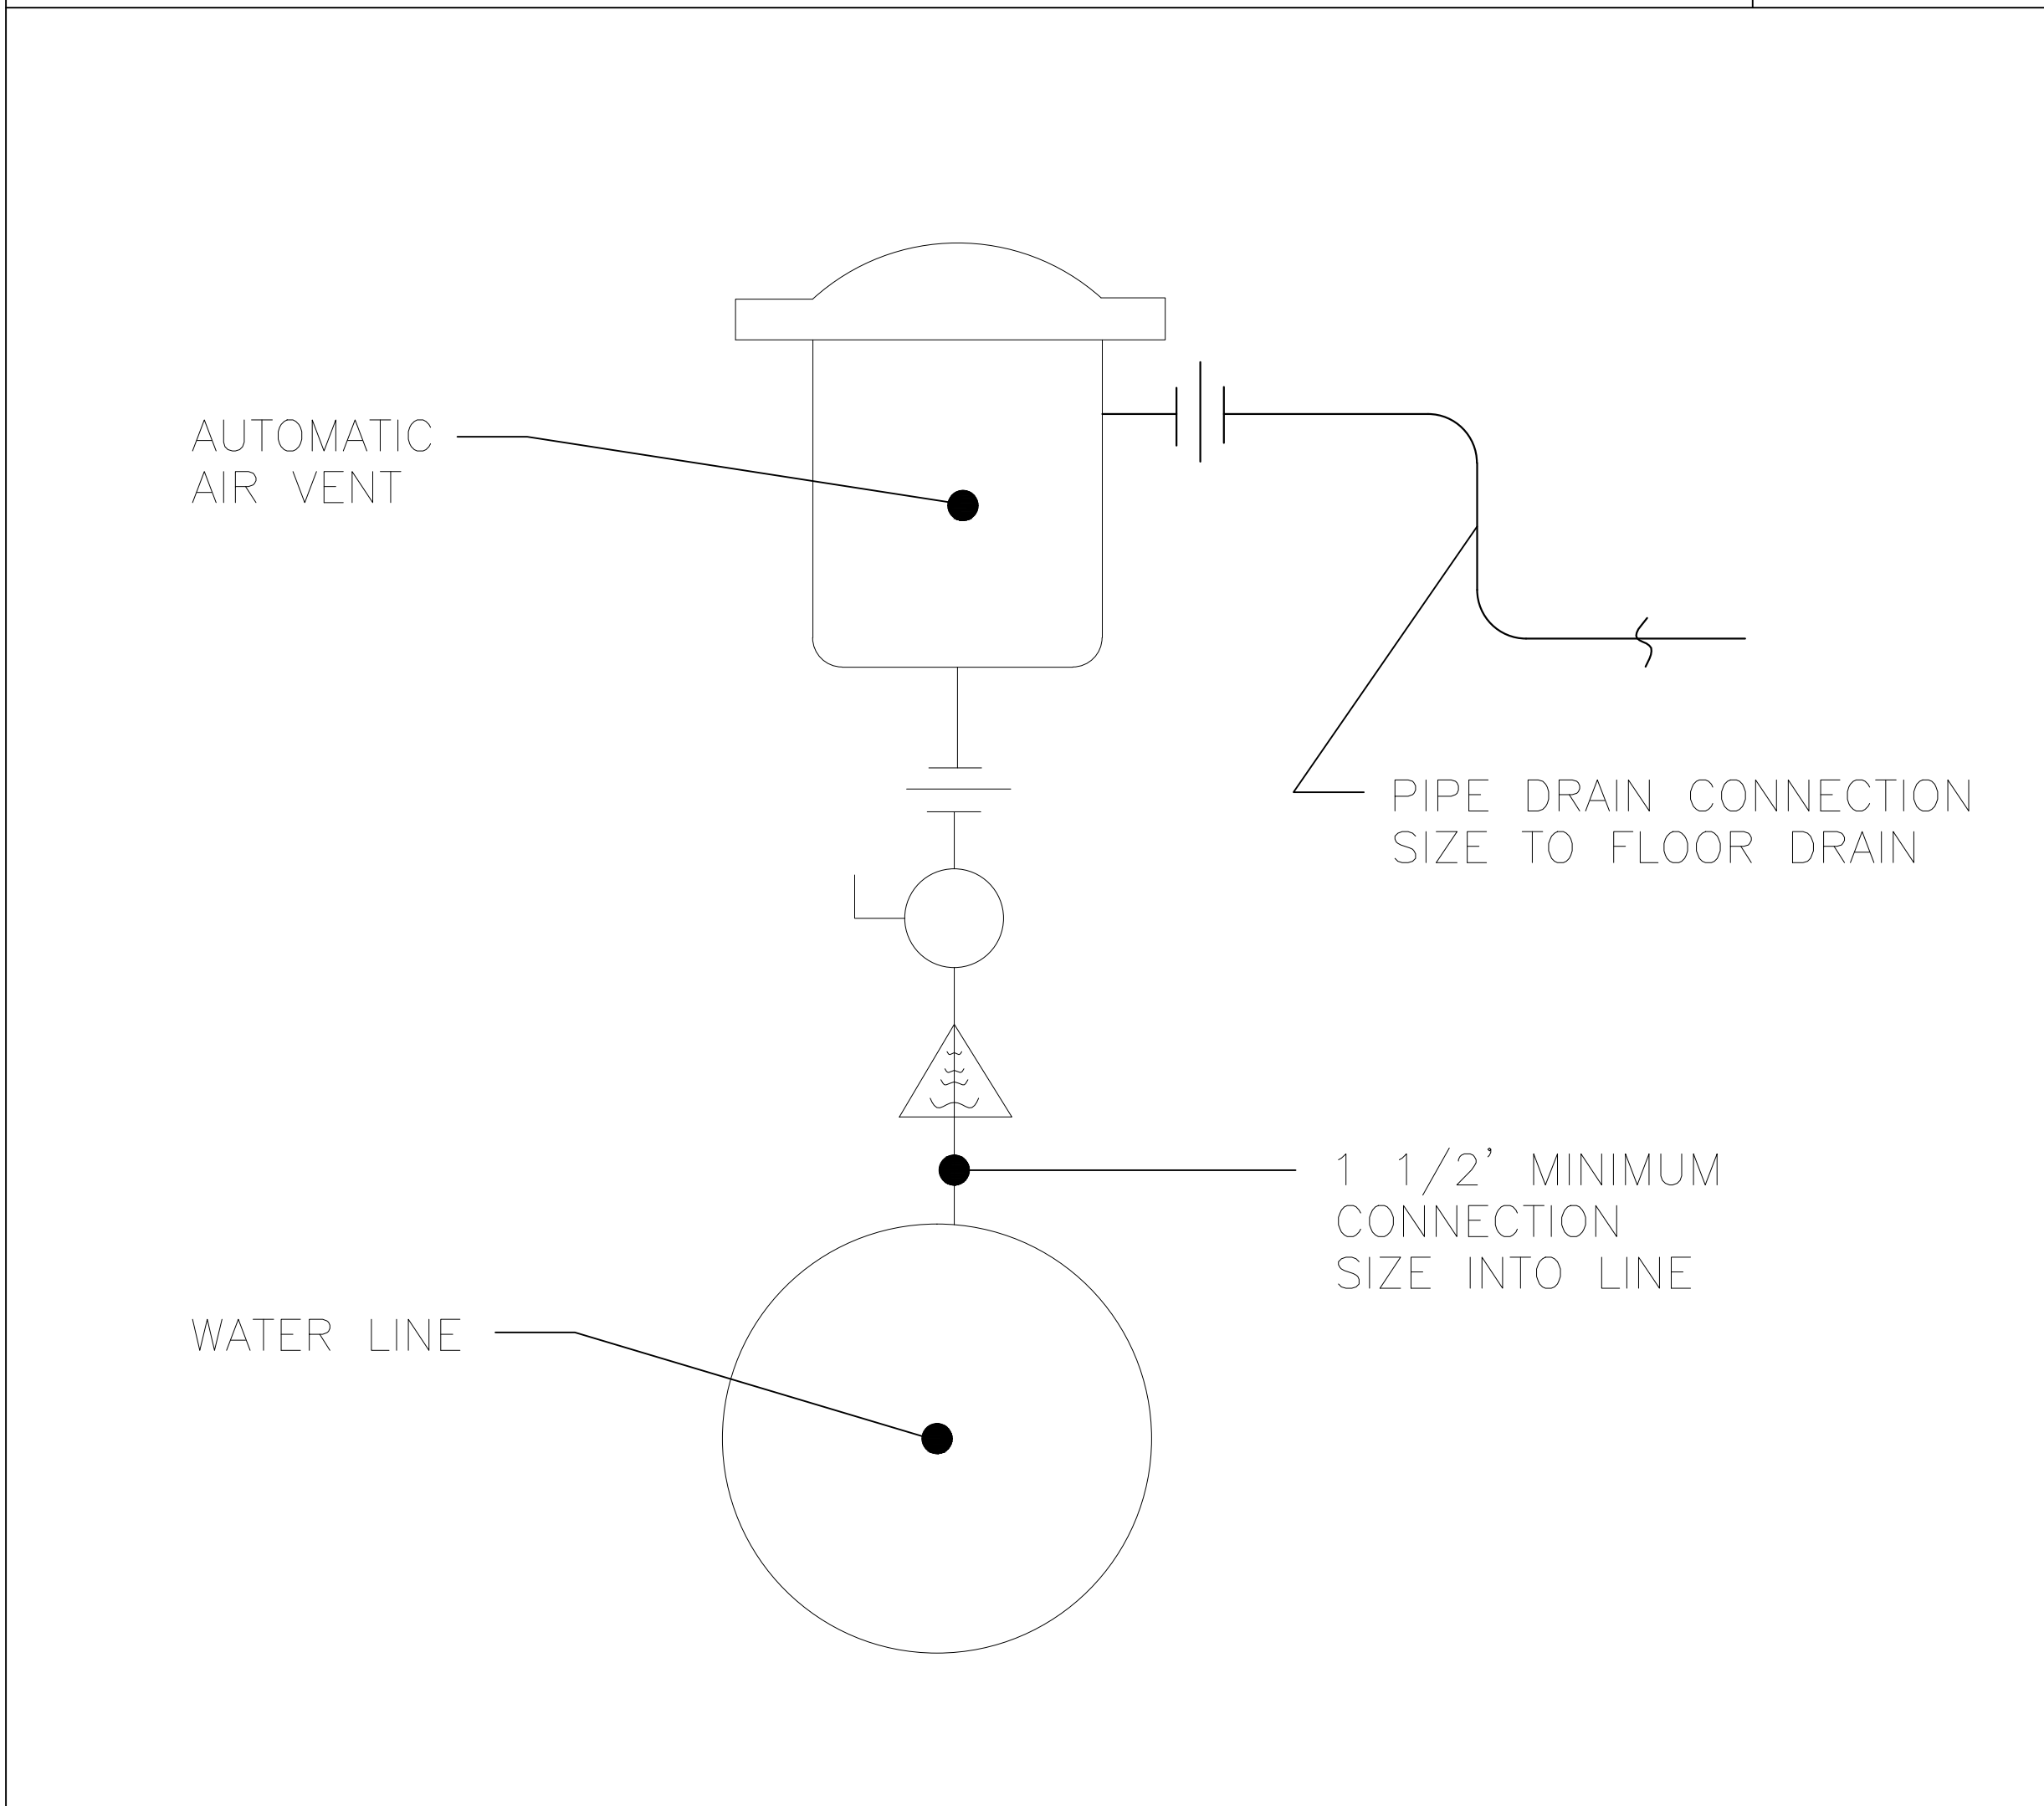 AUTOMATIC
AIR VENT
PIPE DRAIN CONNECTION
SIZE TO FLOOR DRAIN
1 1/2' MINIMUM
CONNECTION
SIZE INTO LINE
WATER LINE